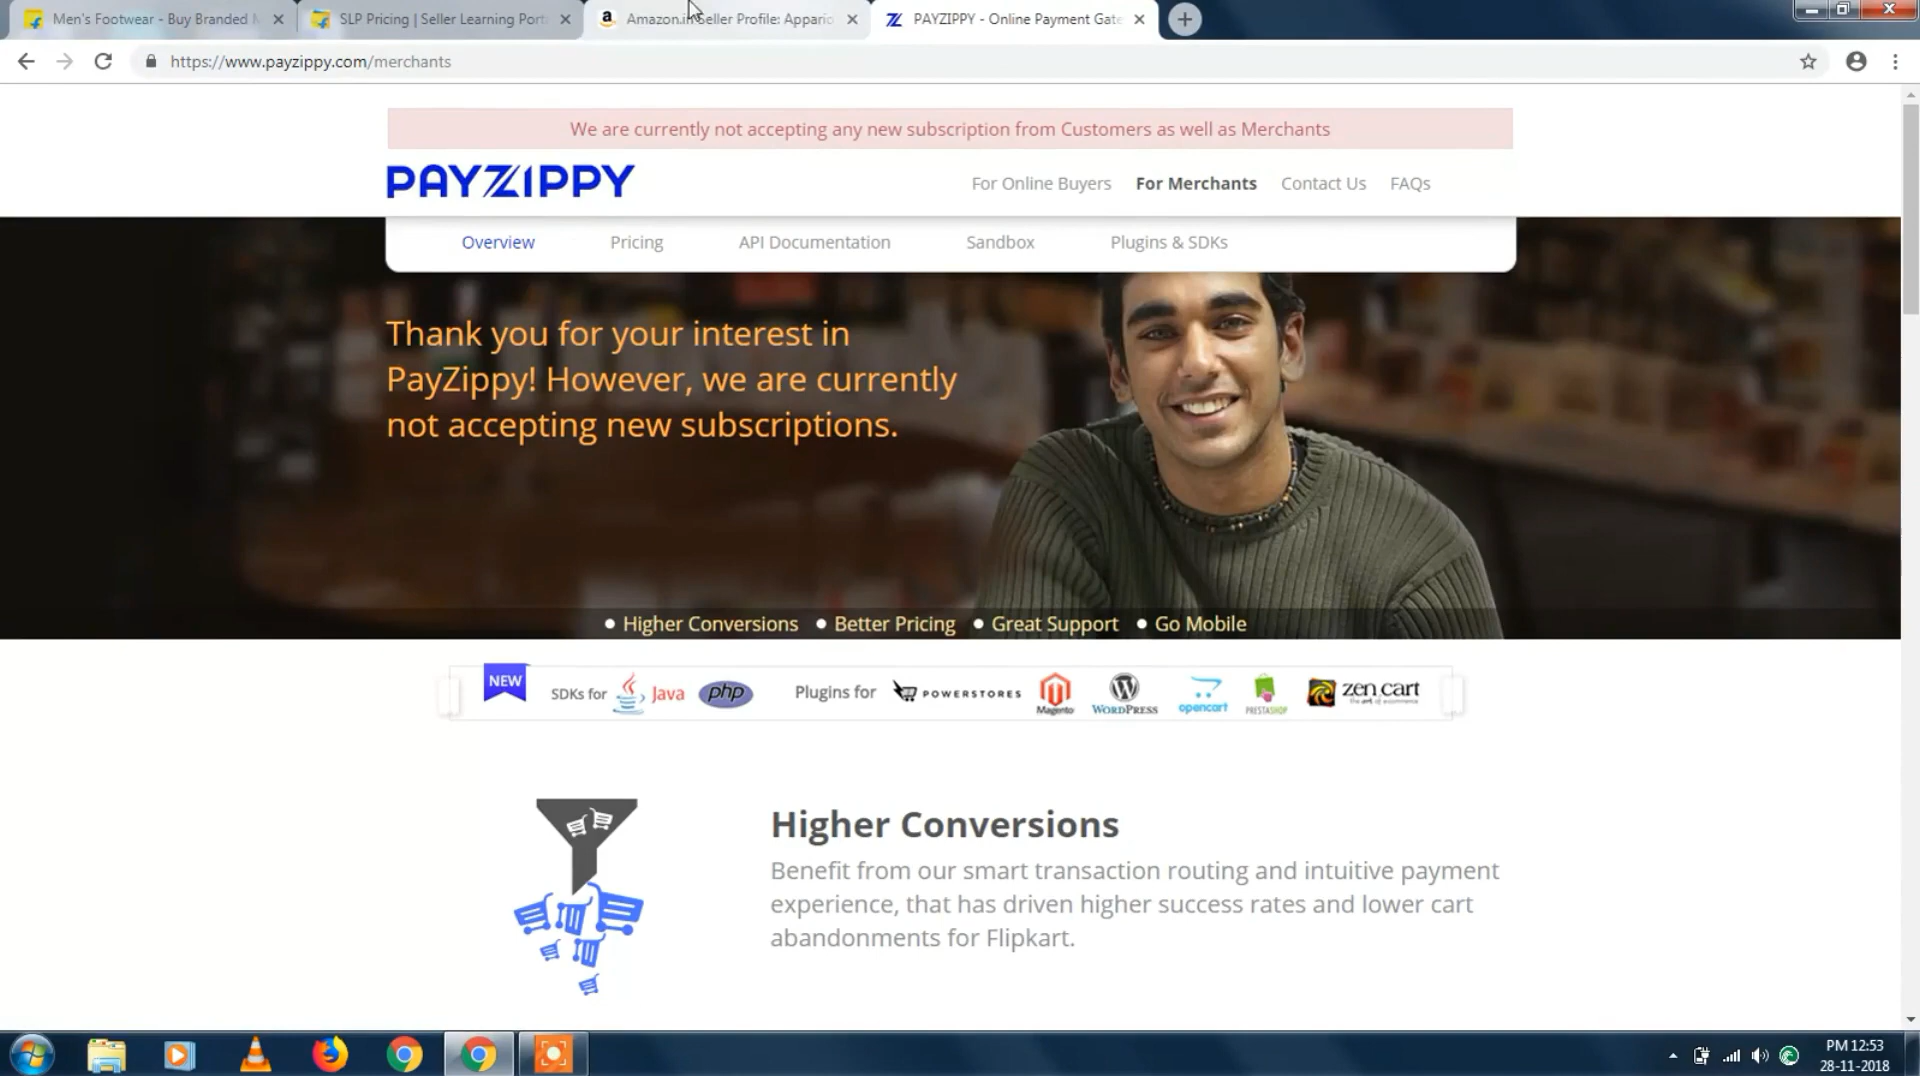 Men's Footwear - Buy Branded
SLP Pricing | Seller Learning Port
Amazon.in Seller Profile: Appario
PAYZIPPY - Online Payment Gate
https://www.payzippy.com/merchants
We are currently not accepting any new subscription from Customers as well as Merchants
PAYZIPPY
For Online Buyers
For Merchants
Contact Us
FAQs
Overview
Pricing
API Documentation
Sandbox
Plugins & SDKs
Thank you for your interest in
PayZippy! However, we are currently
not accepting new subscriptions.
• Higher Conversions • Better Pricing • Great Support • Go Mobile
NEW SDKs for Java php Plugins for POWERSTORES Magento WORDPRESS opencart PRESTASHOP zen cart
the art of e-commerce
Higher Conversions
Benefit from our smart transaction routing and intuitive payment
experience, that has driven higher success rates and lower cart
abandonments for Flipkart.
PM 12:53
28-11-2018